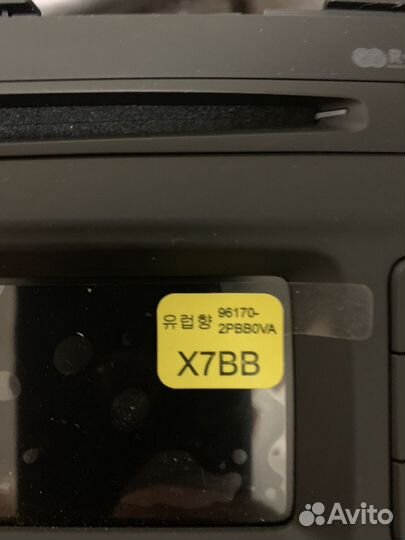 유럽향 96170-
2PBB0VA
X7BB
Avito